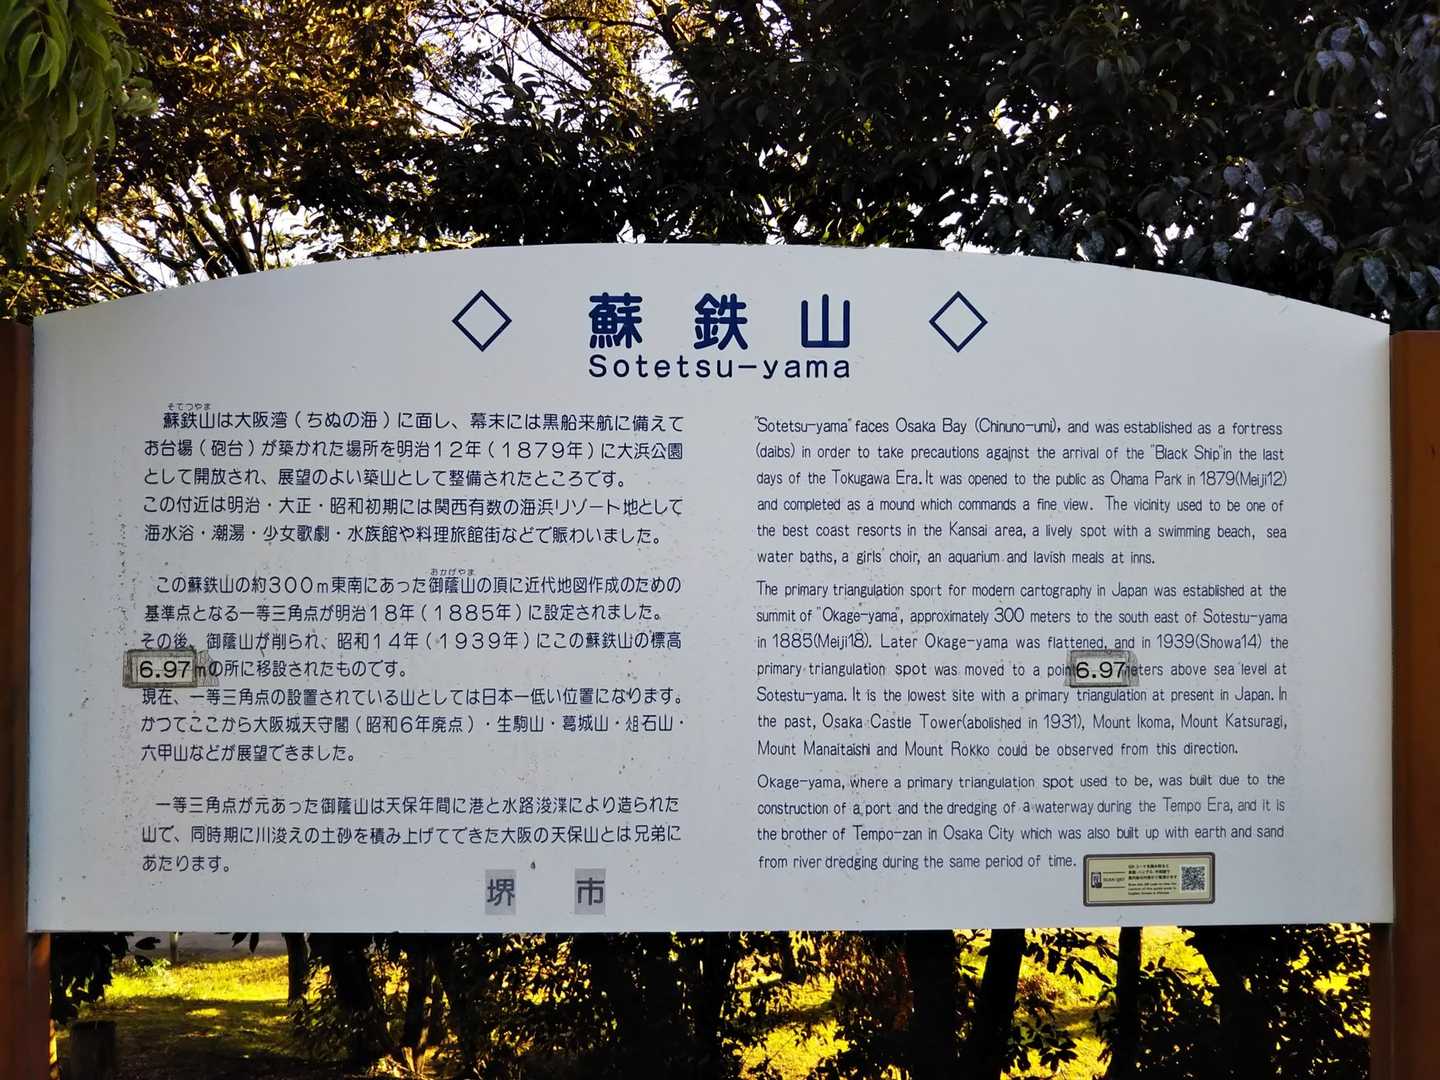 蘇鉄山
Sotetsu-yama
そてつやま
蘇鉄山は大阪湾（ちぬの海）に面し、幕末には黒船来航に備えて
お台場（砲台）が築かれた場所を明治12年（1879年）に大浜公園
として開放され、展望のよい築山として整備されたところです。
この付近は明治・大正・昭和初期には関西有数の海浜リゾート地として
海水浴・潮湯・少女歌劇・水族館や料理旅館街などで賑わいました。
おかげやま
この蘇鉄山の約300m東南にあった御蔭山の頂に近代地図作成のための
基準点となる一等三角点が明治18年（1885年）に設定されました。
その後、御蔭山が削られ、昭和14年（1939年）にこの蘇鉄山の標高
6.97mの所に移設されたものです。
現在、一等三角点の設置されている山としては日本一低い位置になります。
かつてここから大阪城天守閣（昭和6年廃点）・生駒山・葛城山・俎石山・
六甲山などが展望できました。
一等三角点が元あった御蔭山は天保年間に港と水路浚渫により造られた
山で、同時期に川浚えの土砂を積み上げてできた大阪の天保山とは兄弟に
あたります。
堺市
"Sotetsu-yama" faces Osaka Bay (Chinuno-umi), and was established as a fortress
(daibs) in order to take precautions against the arrival of the "Black Ship"in the last
days of the Tokugawa Era. It was opened to the public as Ohama Park in 1879(Meiji12)
and completed as a mound which commands a fine view. The vicinity used to be one of
the best coast resorts in the Kansai area, a lively spot with a swimming beach, sea
water baths, a girls' choir, an aquarium and lavish meals at inns.
The primary triangulation sport for modern cartography in Japan was established at the
summit of "Okage-yama", approximately 300 meters to the south east of Sotestu-yama
in 1885(Meiji18). Later Okage-yama was flattened, and in 1939(Showa14) the
primary triangulation spot was moved to a poin 6.97 eters above sea level at
Sotestu-yama. It is the lowest site with a primary triangulation at present in Japan. In
the past, Osaka Castle Tower(abolished in 1931), Mount Ikoma, Mount Katsuragi,
Mount Manaitaishi and Mount Rokko could be observed from this direction.
Okage-yama, where a primary triangulation spot used to be, was built due to the
construction of a port and the dredging of a waterway during the Tempo Era, and it is
the brother of Tempo-zan in Osaka City which was also built up with earth and sand
from river dredging during the same period of time.